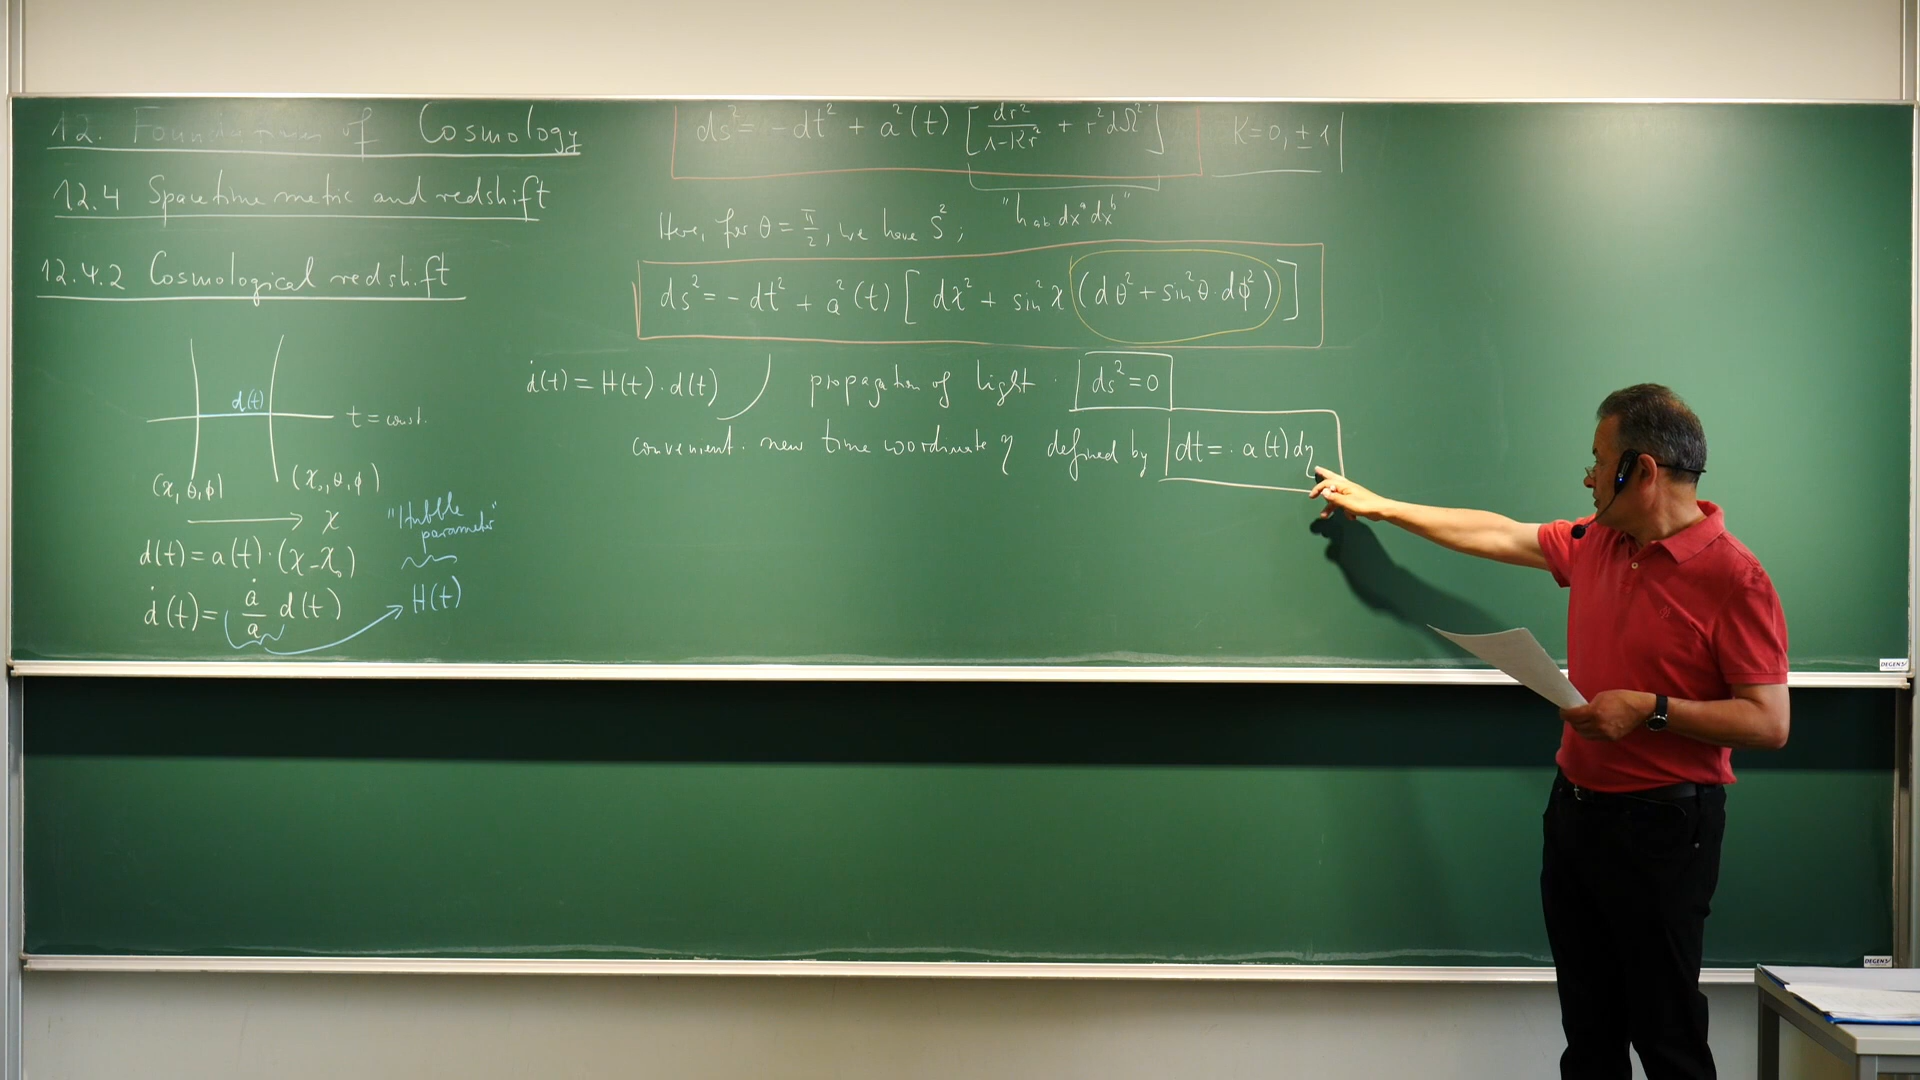 12. Foundations of Cosmology
12.4 Spacetime metric and redshift
12.4.2 Cosmological redshift
d(t)
t = const.
(χ, θ, φ) (χ₀, θ, φ)
χ
d(t) = a(t)·(χ-χ₀)
ḋ(t) = ȧ/a d(t)
"Hubble parameter"
H(t)
ds² = -dt² + a²(t) [dr²/(1-Kr²) + r²dΩ²] K=0, ±1
"h_ab dx^a dx^b"
Here, for θ = π/2, we have S²;
ds² = -dt² + a²(t) [dχ² + sin²χ (dθ² + sin²θ·dφ²)]
ḋ(t) = H(t)·d(t) propagation of light · ds²=0
convenient· new time coordinate η defined by dt = · a(t)dη
DEGEN
DEGEN